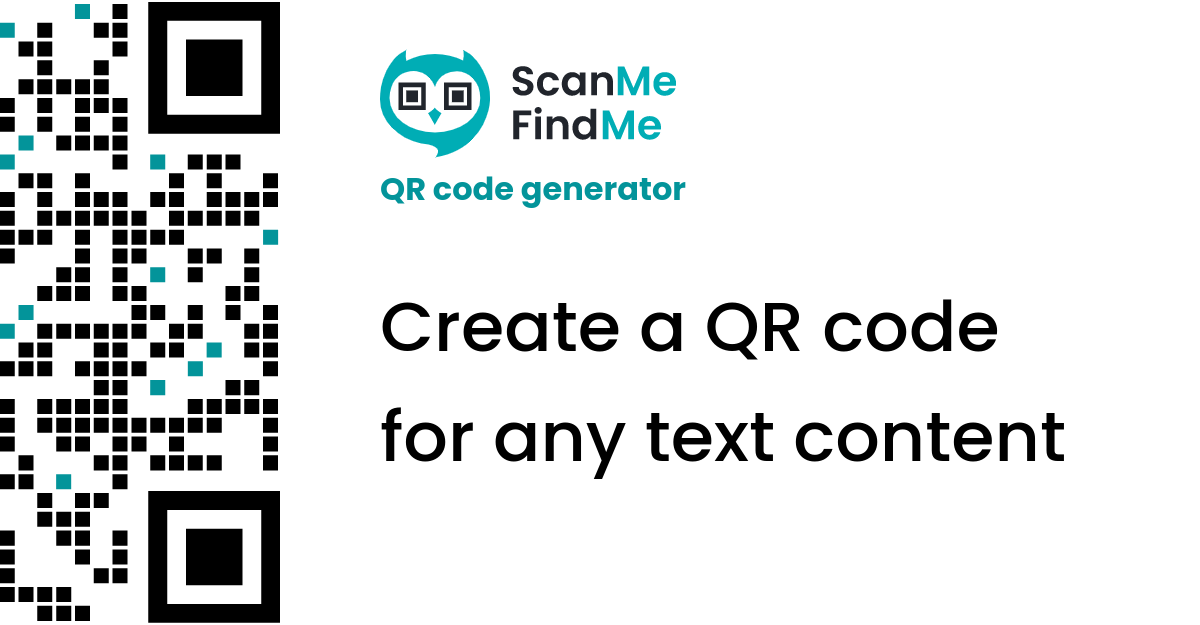 ScanMe
FindMe
QR code generator
Create a QR code
for any text content